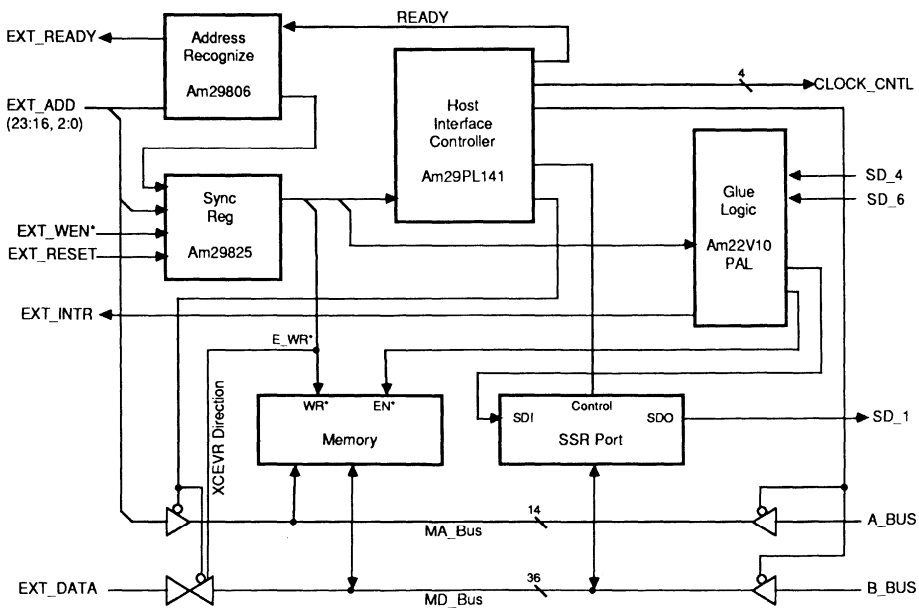 READY
EXT_READY
Address
Recognize
Am29806
EXT_ADD
(23:16, 2:0)
Host
Interface
Controller
Am29PL141
4
CLOCK_CNTL
Sync
Reg
Am29825
EXT_WEN*
EXT_RESET
Glue
Logic
Am22V10
PAL
SD_4
SD_6
EXT_INTR
E_WR*
XCEVR Direction
WR*
EN*
Memory
Control
SDI
SDO
SSR Port
SD_1
14
MA_Bus
A_BUS
EXT_DATA
36
MD_Bus
B_BUS